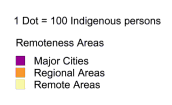 1 Dot = 100 Indigenous persons
Remoteness Areas
Major Cities
Regional Areas
Remote Areas